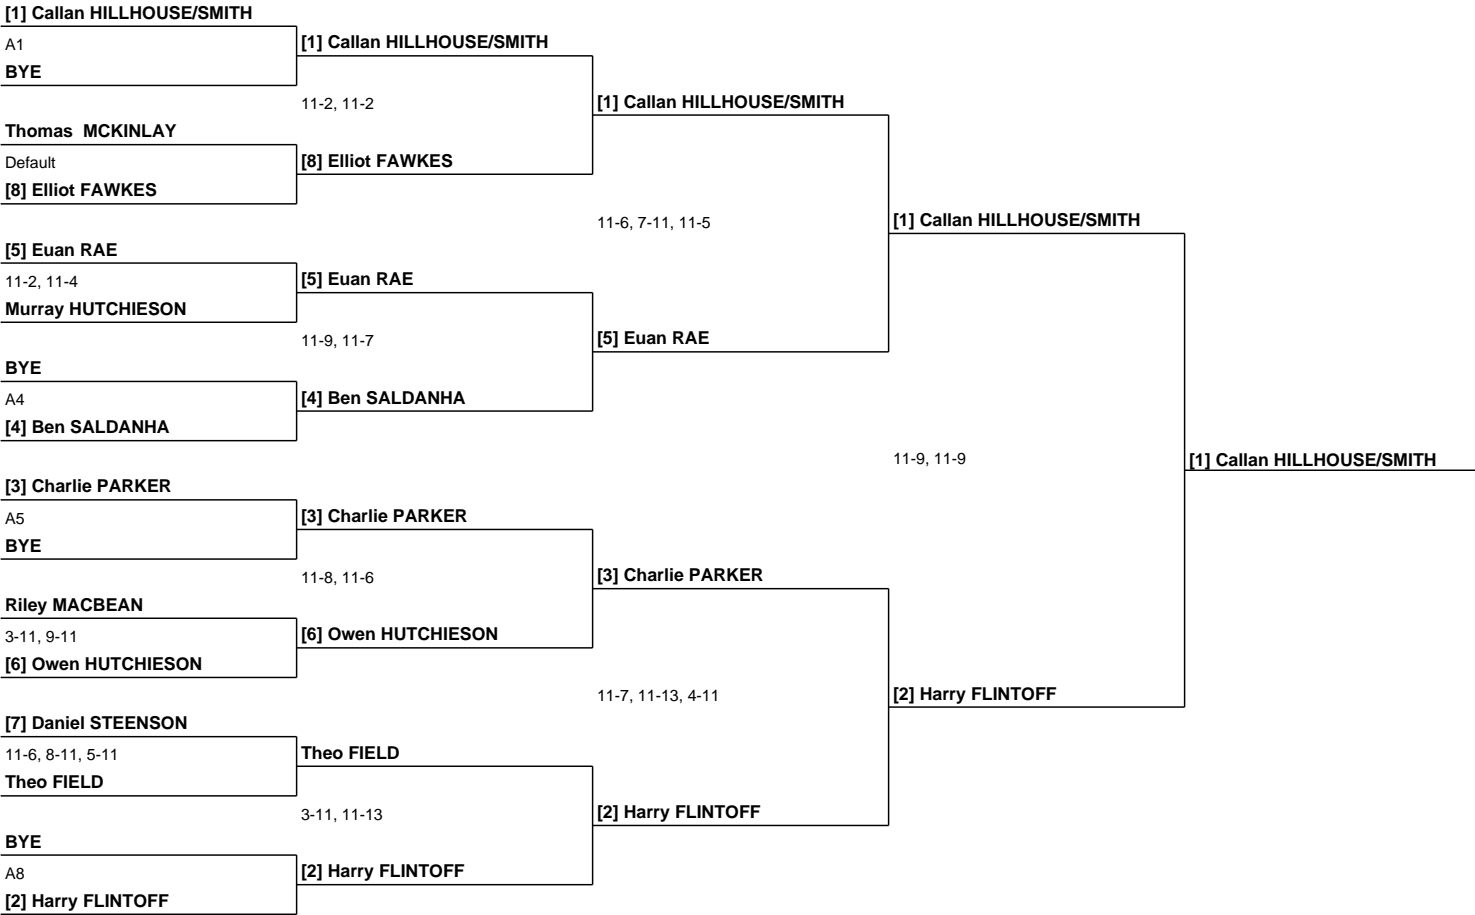 [1] Callan HILLHOUSE/SMITH
A1
BYE
Thomas  MCKINLAY
Default
[8] Elliot FAWKES
[5] Euan RAE
11-2, 11-4
Murray HUTCHIESON
BYE
A4
[4] Ben SALDANHA
[3] Charlie PARKER
A5
BYE
Riley MACBEAN
3-11, 9-11
[6] Owen HUTCHIESON
[7] Daniel STEENSON
11-6, 8-11, 5-11
Theo FIELD
BYE
A8
[2] Harry FLINTOFF
[1] Callan HILLHOUSE/SMITH
11-2, 11-2
[8] Elliot FAWKES
[5] Euan RAE
11-9, 11-7
[4] Ben SALDANHA
[3] Charlie PARKER
11-8, 11-6
[6] Owen HUTCHIESON
Theo FIELD
3-11, 11-13
[2] Harry FLINTOFF
[1] Callan HILLHOUSE/SMITH
11-6, 7-11, 11-5
[5] Euan RAE
[3] Charlie PARKER
11-7, 11-13, 4-11
[2] Harry FLINTOFF
[1] Callan HILLHOUSE/SMITH
11-9, 11-9
[2] Harry FLINTOFF
[1] Callan HILLHOUSE/SMITH